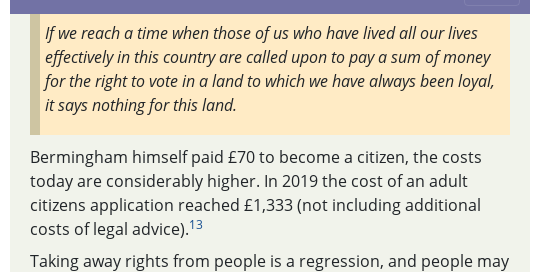 If we reach a time when those of us who have lived all our lives
effectively in this country are called upon to pay a sum of money
for the right to vote in a land to which we have always been loyal,
it says nothing for this land.
Bermingham himself paid £70 to become a citizen, the costs
today are considerably higher. In 2019 the cost of an adult
citizens application reached £1,333 (not including additional
costs of legal advice).13
Taking away rights from people is a regression, and people may